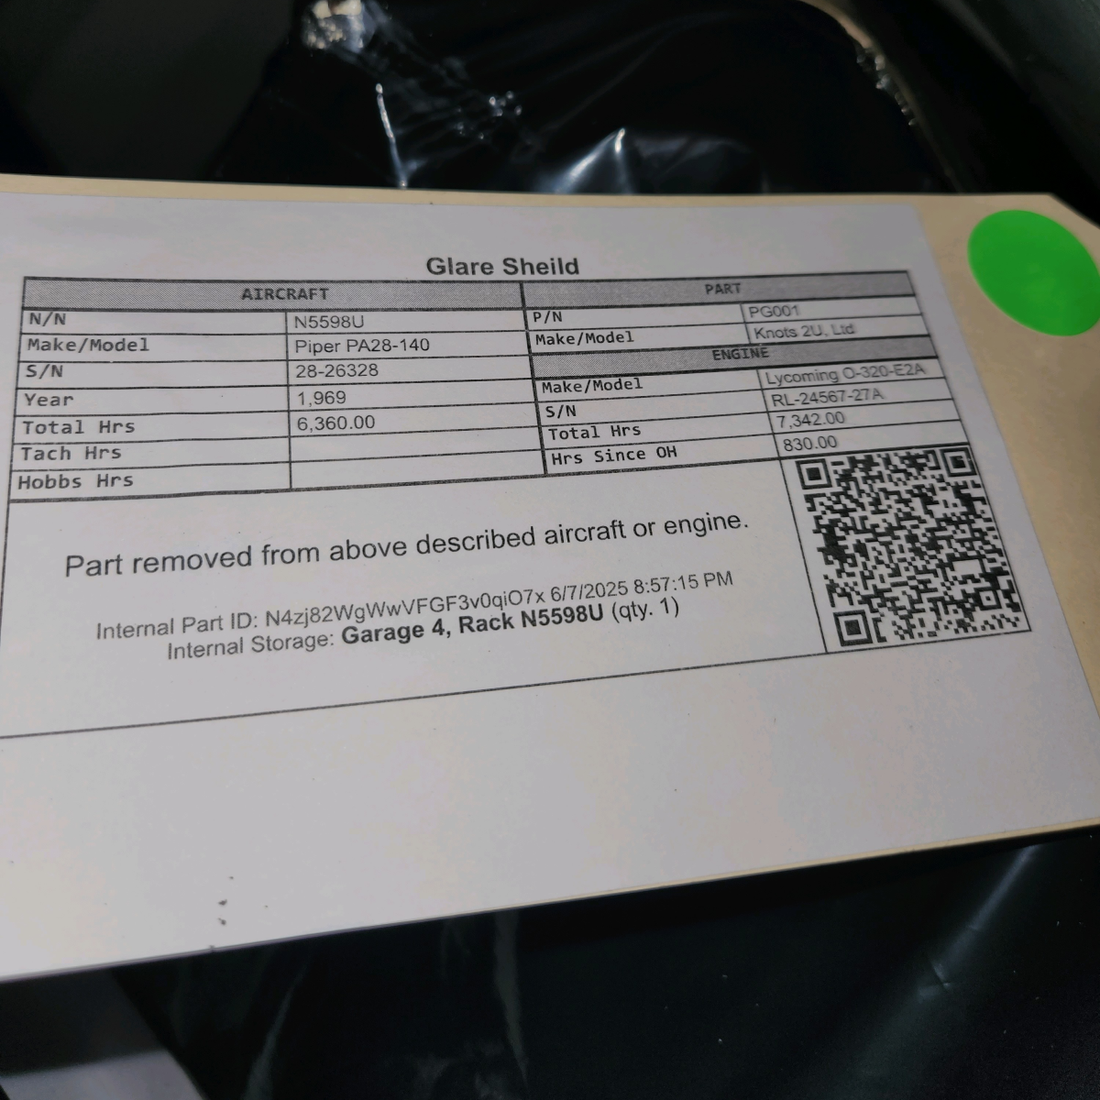 Glare Sheild
AIRCRAFT
N/N N5598U
Make/Model Piper PA28-140
S/N 28-26328
Year 1,969
Total Hrs 6,360.00
Tach Hrs
Hobbs Hrs
PART
P/N PG001
Make/Model Knots 2U, Ltd
ENGINE
Make/Model Lycoming O-320-E2A
S/N RL-24567-27A
Total Hrs 7,342.00
Hrs Since OH 830.00
Part removed from above described aircraft or engine.
Internal Part ID: N4zj82WgWwVFGF3v0qiO7x 6/7/2025 8:57:15 PM
Internal Storage: Garage 4, Rack N5598U (qty. 1)